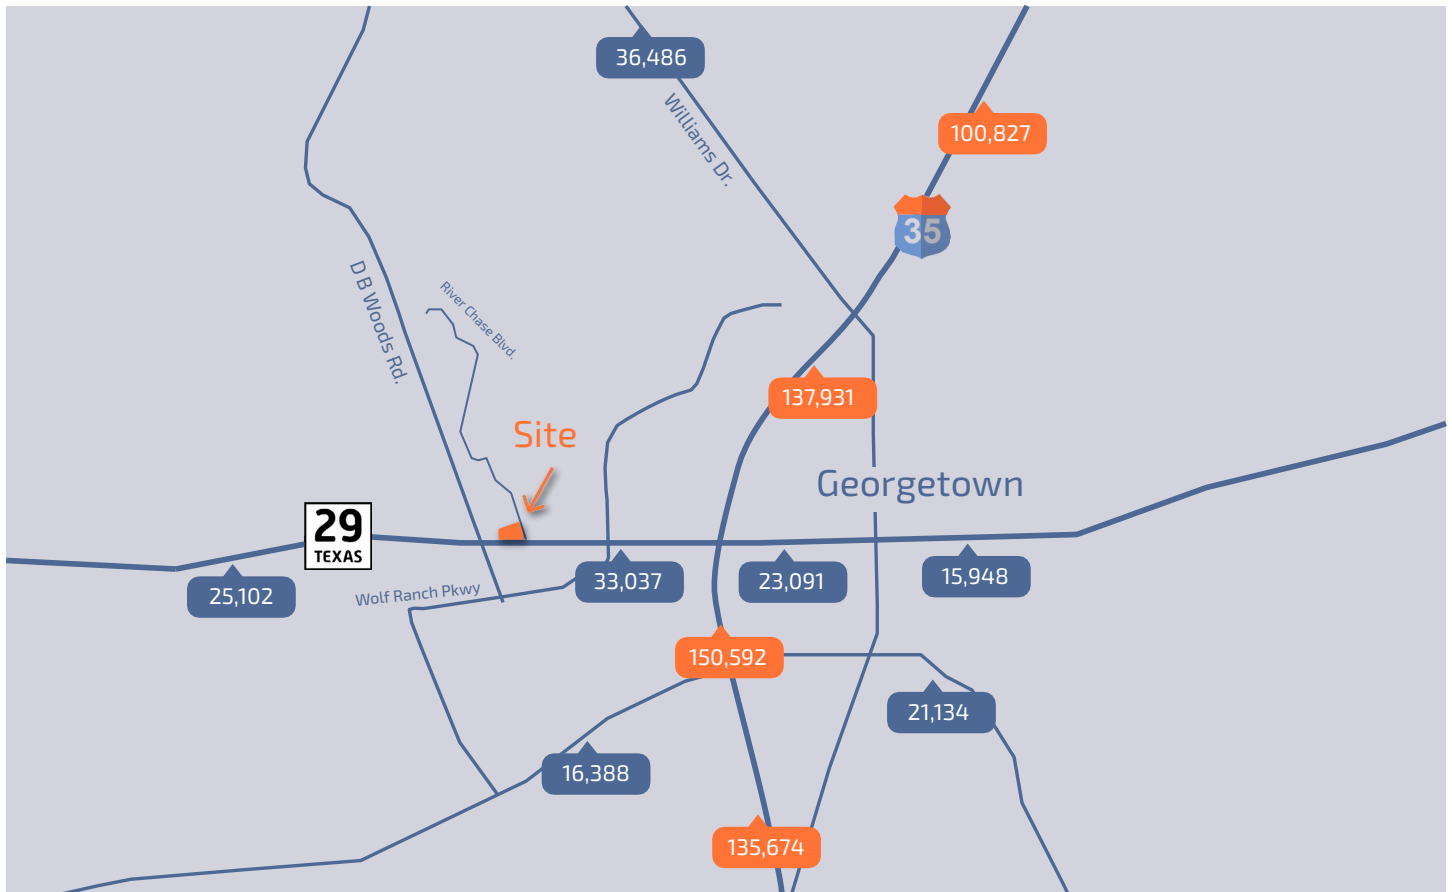 36,486
Williams Dr.
100,827
35
D B Woods Rd.
River Chase Blvd.
137,931
Site
Georgetown
29
TEXAS
25,102
Wolf Ranch Pkwy
33,037
23,091
15,948
150,592
21,134
16,388
135,674